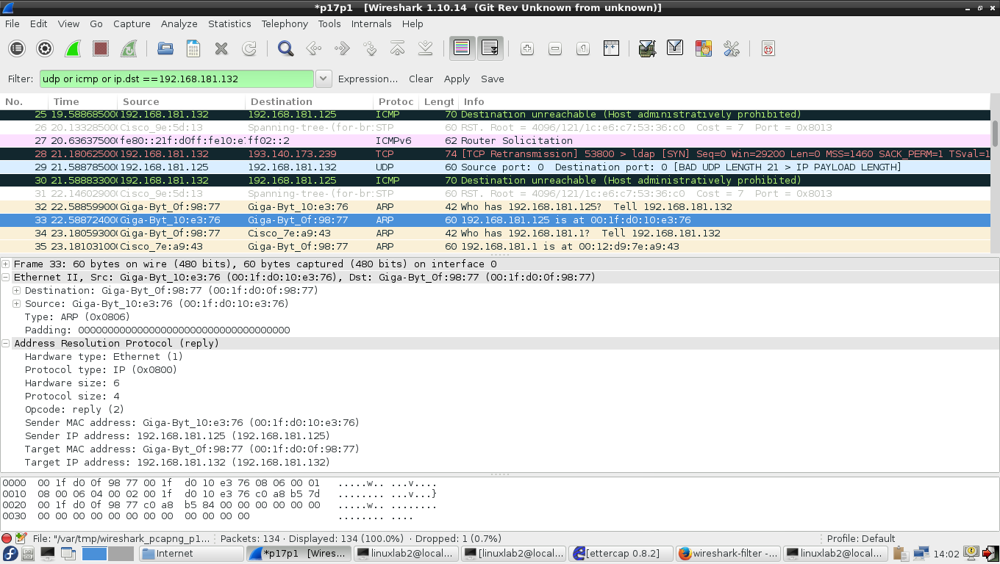 *p17p1 [Wireshark 1.10.14 (Git Rev Unknown from unknown)]
File Edit View Go Capture Analyze Statistics Telephony Tools Internals Help
Filter: udp or icmp or ip.dst ==192.168.181.132 Expression... Clear Apply Save
No. Time Source Destination Protoc Lengt Info
25 19.588685000 192.168.181.132 192.168.181.125 ICMP 70 Destination unreachable (Host administratively prohibited)
26 20.133285000 Cisco_9e:5d:13 Spanning-tree-(for-br: STP 60 RST. Root = 4096/121/1c:e6:c7:53:36:c0 Cost = 7 Port = 0x8013
27 20.636375000 fe80::21f:d0ff:fe10:e: ff02::2 ICMPv6 62 Router Solicitation
28 21.180625000 192.168.181.132 193.140.173.239 TCP 74 [TCP Retransmission] 53800 > ldap [SYN] Seq=0 Win=29200 Len=0 MSS=1460 SACK_PERM=1 TSval=1
29 21.588785000 192.168.181.125 192.168.181.132 UDP 60 Source port: 0 Destination port: 0 [BAD UDP LENGTH 21 > IP PAYLOAD LENGTH]
30 21.588833000 192.168.181.132 192.168.181.125 ICMP 70 Destination unreachable (Host administratively prohibited)
31 22.146029000 Cisco_9e:5d:13 Spanning-tree-(for-br: STP 60 RST. Root = 4096/121/1c:e6:c7:53:36:c0 Cost = 7 Port = 0x8013
32 22.588599000 Giga-Byt_0f:98:77 Giga-Byt_10:e3:76 ARP 42 Who has 192.168.181.125? Tell 192.168.181.132
33 22.588724000 Giga-Byt_10:e3:76 Giga-Byt_0f:98:77 ARP 60 192.168.181.125 is at 00:1f:d0:10:e3:76
34 23.180593000 Giga-Byt_0f:98:77 Cisco_7e:a9:43 ARP 42 Who has 192.168.181.1? Tell 192.168.181.132
35 23.181031000 Cisco_7e:a9:43 Giga-Byt_0f:98:77 ARP 60 192.168.181.1 is at 00:12:d9:7e:a9:43
Frame 33: 60 bytes on wire (480 bits), 60 bytes captured (480 bits) on interface 0
Ethernet II, Src: Giga-Byt_10:e3:76 (00:1f:d0:10:e3:76), Dst: Giga-Byt_0f:98:77 (00:1f:d0:0f:98:77)
Destination: Giga-Byt_0f:98:77 (00:1f:d0:0f:98:77)
Source: Giga-Byt_10:e3:76 (00:1f:d0:10:e3:76)
Type: ARP (0x0806)
Padding: 000000000000000000000000000000000000
Address Resolution Protocol (reply)
Hardware type: Ethernet (1)
Protocol type: IP (0x0800)
Hardware size: 6
Protocol size: 4
Opcode: reply (2)
Sender MAC address: Giga-Byt_10:e3:76 (00:1f:d0:10:e3:76)
Sender IP address: 192.168.181.125 (192.168.181.125)
Target MAC address: Giga-Byt_0f:98:77 (00:1f:d0:0f:98:77)
Target IP address: 192.168.181.132 (192.168.181.132)
0000 00 1f d0 0f 98 77 00 1f d0 10 e3 76 08 06 00 01 .....w.. ...v....
0010 08 00 06 04 00 02 00 1f d0 10 e3 76 c0 a8 b5 7d ........ ...v...}
0020 00 1f d0 0f 98 77 c0 a8 b5 84 00 00 00 00 00 00 .....w.. ........
0030 00 00 00 00 00 00 00 00 00 00 00 00 ........ ....
File: "/var/tmp/wireshark_pcapng_p1... Packets: 134 · Displayed: 134 (100.0%) · Dropped: 1 (0.7%) Profile: Default
Internet *p17p1 [Wires... linuxlab2@local... [linuxlab2@local... [ettercap 0.8.2] wireshark-filter -... linuxlab2@local... 14:02